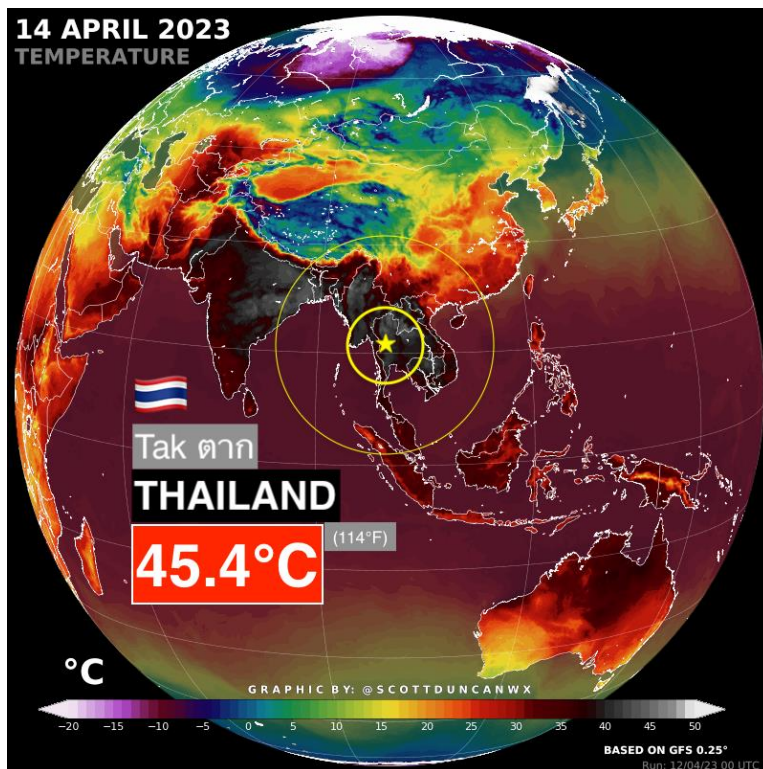 14 APRIL 2023
TEMPERATURE
Tak ตาก
THAILAND
45.4°C
(114°F)
°C
GRAPHIC BY: @SCOTTDUNCANWX
−20 −15 −10 −5 0 5 10 15 20 25 30 35 40 45 50
BASED ON GFS 0.25°
Run: 12/04/23 00 UTC